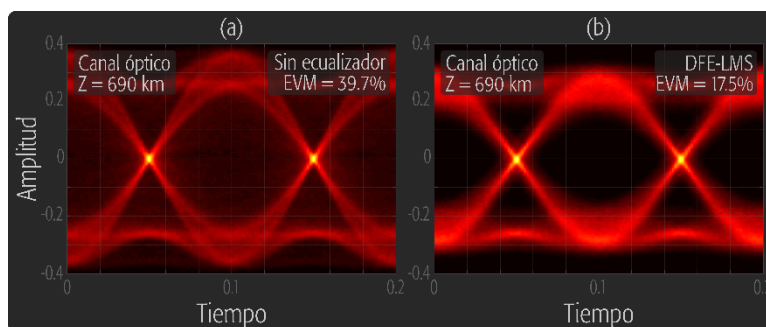 (a)
Canal óptico
Z = 690 km
Sin ecualizador
EVM = 39.7%
Amplitud
0.4
0.2
0
-0.2
-0.4
0
0.1
0.2
Tiempo
(b)
Canal óptico
Z = 690 km
DFE-LMS
EVM = 17.5%
0.4
0.2
0
-0.2
-0.4
0
0.1
0.2
Tiempo